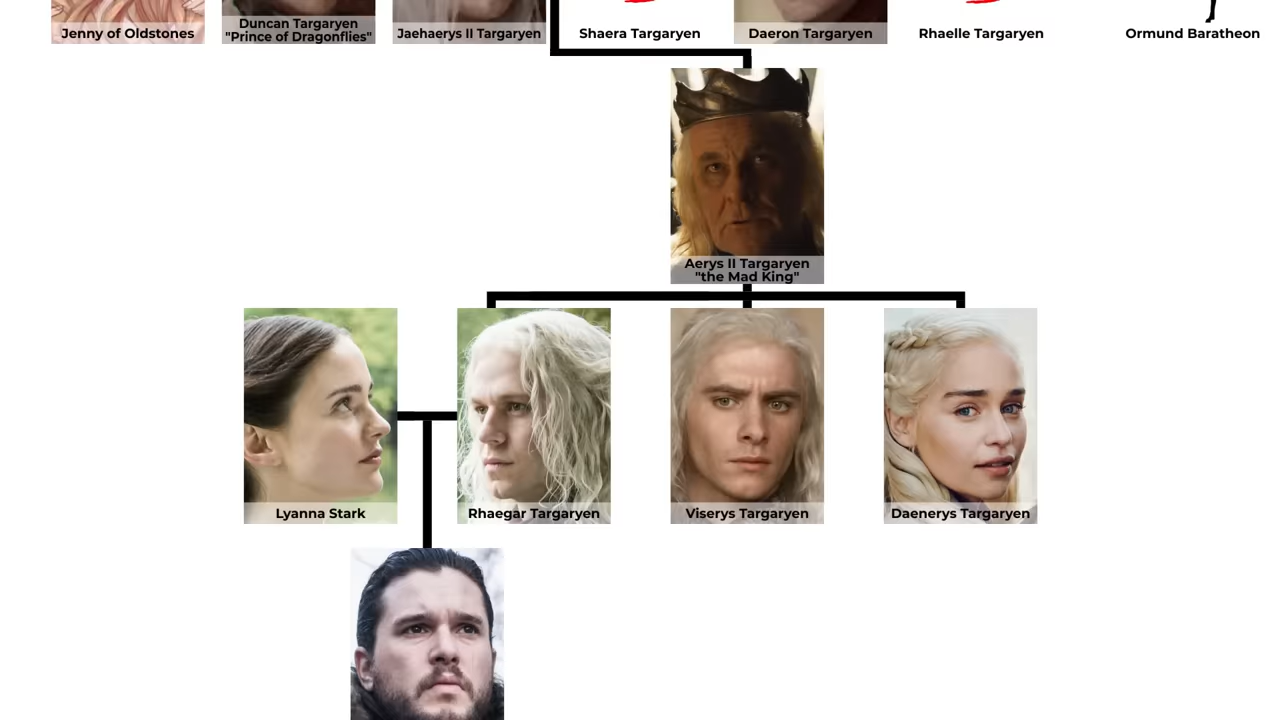 Jenny of Oldstones
Duncan Targaryen
"Prince of Dragonflies"
Jaehaerys II Targaryen
Shaera Targaryen
Daeron Targaryen
Rhaelle Targaryen
Ormund Baratheon
Aerys II Targaryen
"the Mad King"
Lyanna Stark
Rhaegar Targaryen
Viserys Targaryen
Daenerys Targaryen